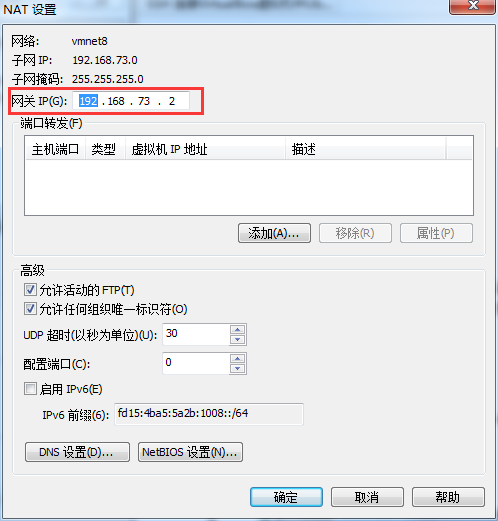 NAT 设置
网络: vmnet8
子网 IP: 192.168.73.0
子网掩码: 255.255.255.0
网关 IP(G): 192 . 168 . 73 . 2
端口转发(F)
主机端口 类型 虚拟机 IP 地址 描述
添加(A)... 移除(R) 属性(P)
高级
允许活动的 FTP(T)
允许任何组织唯一标识符(O)
UDP 超时(以秒为单位)(U): 30
配置端口(C): 0
启用 IPv6(E)
IPv6 前缀(6): fd15:4ba5:5a2b:1008::/64
DNS 设置(D)... NetBIOS 设置(N)...
确定 取消 帮助